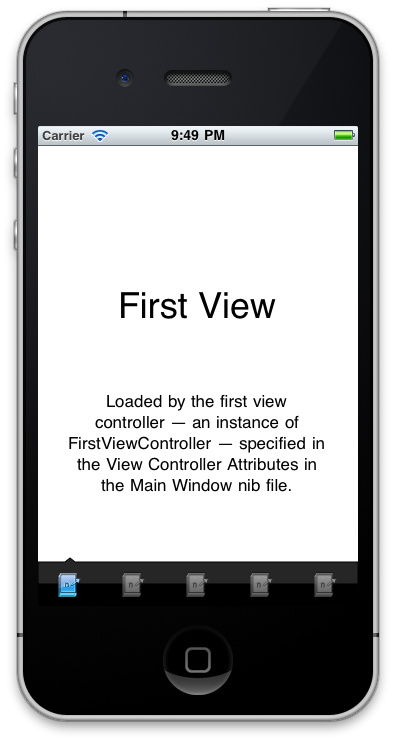 Carrier 9:49 PM
First View
Loaded by the first view
controller — an instance of
FirstViewController — specified in
the View Controller Attributes in
the Main Window nib file.